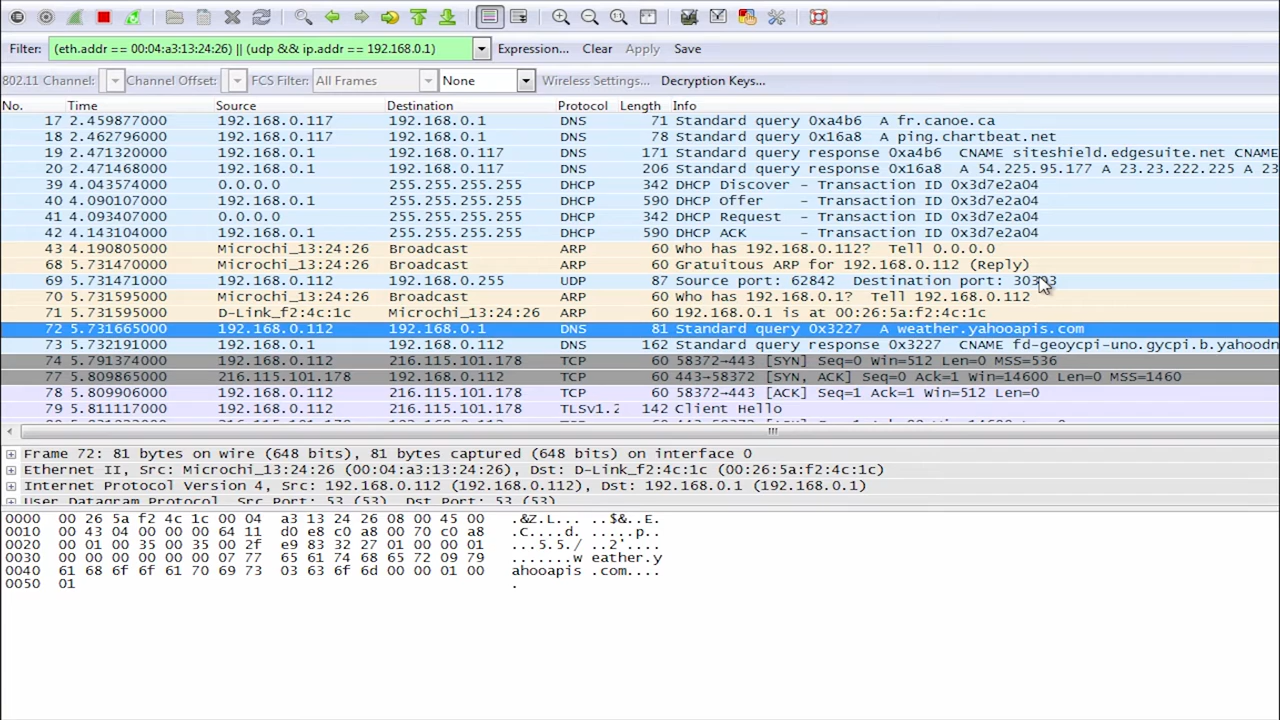 Filter: (eth.addr == 00:04:a3:13:24:26) || (udp && ip.addr == 192.168.0.1) Expression... Clear Apply Save
802.11 Channel: Channel Offset: FCS Filter: All Frames None Wireless Settings... Decryption Keys...
No. Time Source Destination Protocol Length Info
17 2.459877000 192.168.0.117 192.168.0.1 DNS 71 Standard query 0xa4b6 A fr.canoe.ca
18 2.462796000 192.168.0.117 192.168.0.1 DNS 78 Standard query 0x16a8 A ping.chartbeat.net
19 2.471320000 192.168.0.1 192.168.0.117 DNS 171 Standard query response 0xa4b6 CNAME siteshield.edgesuite.net CNAME
20 2.471468000 192.168.0.1 192.168.0.117 DNS 206 Standard query response 0x16a8 A 54.225.95.177 A 23.23.222.225 A 23
39 4.043574000 0.0.0.0 255.255.255.255 DHCP 342 DHCP Discover - Transaction ID 0x3d7e2a04
40 4.090107000 192.168.0.1 255.255.255.255 DHCP 590 DHCP Offer - Transaction ID 0x3d7e2a04
41 4.093407000 0.0.0.0 255.255.255.255 DHCP 342 DHCP Request - Transaction ID 0x3d7e2a04
42 4.143104000 192.168.0.1 255.255.255.255 DHCP 590 DHCP ACK - Transaction ID 0x3d7e2a04
43 4.190805000 Microchi_13:24:26 Broadcast ARP 60 Who has 192.168.0.112? Tell 0.0.0.0
68 5.731470000 Microchi_13:24:26 Broadcast ARP 60 Gratuitous ARP for 192.168.0.112 (Reply)
69 5.731471000 192.168.0.112 192.168.0.255 UDP 87 Source port: 62842 Destination port: 30303
70 5.731595000 Microchi_13:24:26 Broadcast ARP 60 Who has 192.168.0.1? Tell 192.168.0.112
71 5.731595000 D-Link_f2:4c:1c Microchi_13:24:26 ARP 60 192.168.0.1 is at 00:26:5a:f2:4c:1c
72 5.731665000 192.168.0.112 192.168.0.1 DNS 81 Standard query 0x3227 A weather.yahooapis.com
73 5.732191000 192.168.0.1 192.168.0.112 DNS 162 Standard query response 0x3227 CNAME fd-geoycpi-uno.gycpi.b.yahoodn
74 5.791374000 192.168.0.112 216.115.101.178 TCP 60 58372→443 [SYN] Seq=0 Win=512 Len=0 MSS=536
77 5.809865000 216.115.101.178 192.168.0.112 TCP 60 443→58372 [SYN, ACK] Seq=0 Ack=1 Win=14600 Len=0 MSS=1460
78 5.809906000 192.168.0.112 216.115.101.178 TCP 60 58372→443 [ACK] Seq=1 Ack=1 Win=512 Len=0
79 5.811117000 192.168.0.112 216.115.101.178 TLSv1.2 142 Client Hello
Frame 72: 81 bytes on wire (648 bits), 81 bytes captured (648 bits) on interface 0
Ethernet II, Src: Microchi_13:24:26 (00:04:a3:13:24:26), Dst: D-Link_f2:4c:1c (00:26:5a:f2:4c:1c)
Internet Protocol Version 4, Src: 192.168.0.112 (192.168.0.112), Dst: 192.168.0.1 (192.168.0.1)
User Datagram Protocol, Src Port: 53 (53), Dst Port: 53 (53)
0000 00 26 5a f2 4c 1c 00 04 a3 13 24 26 08 00 45 00 .&Z.L... ..$&..E.
0010 00 43 04 00 00 64 11 d0 e8 c0 a8 00 70 c0 a8 .C....d. .....p..
0020 00 01 00 35 00 35 00 2f e9 83 32 27 01 00 00 01 ...5.5./ ..2'....
0030 00 00 00 00 00 00 07 77 65 61 74 68 65 72 09 79 .......w eather.y
0040 61 68 6f 6f 61 70 69 73 03 63 6f 6d 00 00 01 00 ahooapis .com....
0050 01 .